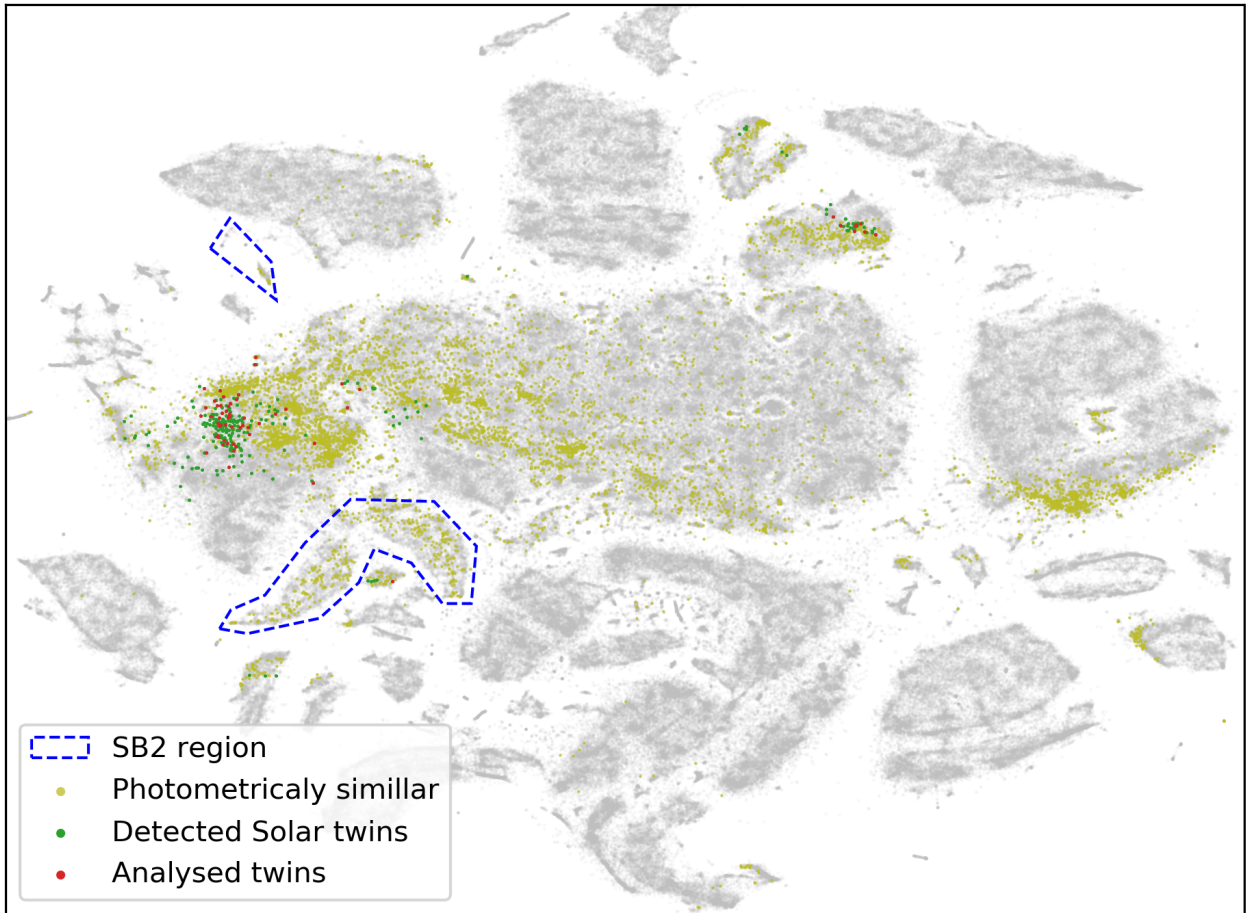 SB2 region
Photometricaly simillar
Detected Solar twins
Analysed twins